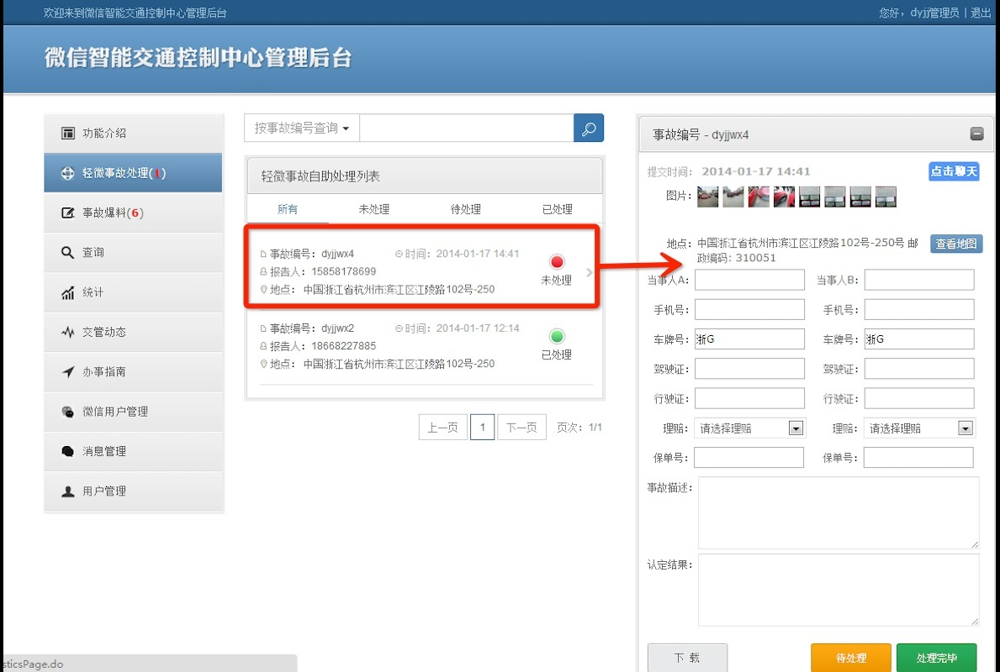 欢迎来到微信智能交通控制中心管理后台
您好，dyjj管理员 | 退出
微信智能交通控制中心管理后台
功能介绍
轻微事故处理(1)
事故爆料(6)
查询
统计
交管动态
办事指南
微信用户管理
消息管理
用户管理
按事故编号查询
轻微事故自助处理列表
所有 未处理 待处理 已处理
事故编号：dyjjwx4 时间：2014-01-17 14:41
报告人：15858178699
未处理
地点： 中国浙江省杭州市滨江区江陵路102号-250
事故编号：dyjjwx2 时间：2014-01-17 12:14
报告人：18668227885
已处理
地点： 中国浙江省杭州市滨江区江陵路102号-250
上一页 1 下一页 页次：1/1
事故编号 - dyjjwx4
提交时间： 2014-01-17 14:41 点击聊天
图片：
地点：中国浙江省杭州市滨江区江陵路102号-250号 邮 查看地图
政编码: 310051
当事人A： 当事人B：
手机号： 手机号：
车牌号：浙G 车牌号：浙G
驾驶证： 驾驶证：
行驶证： 行驶证：
理赔： 请选择理赔 理赔： 请选择理赔
保单号： 保单号：
事故描述：
认定结果：
下 载 待处理 处理完毕
sticsPage.do